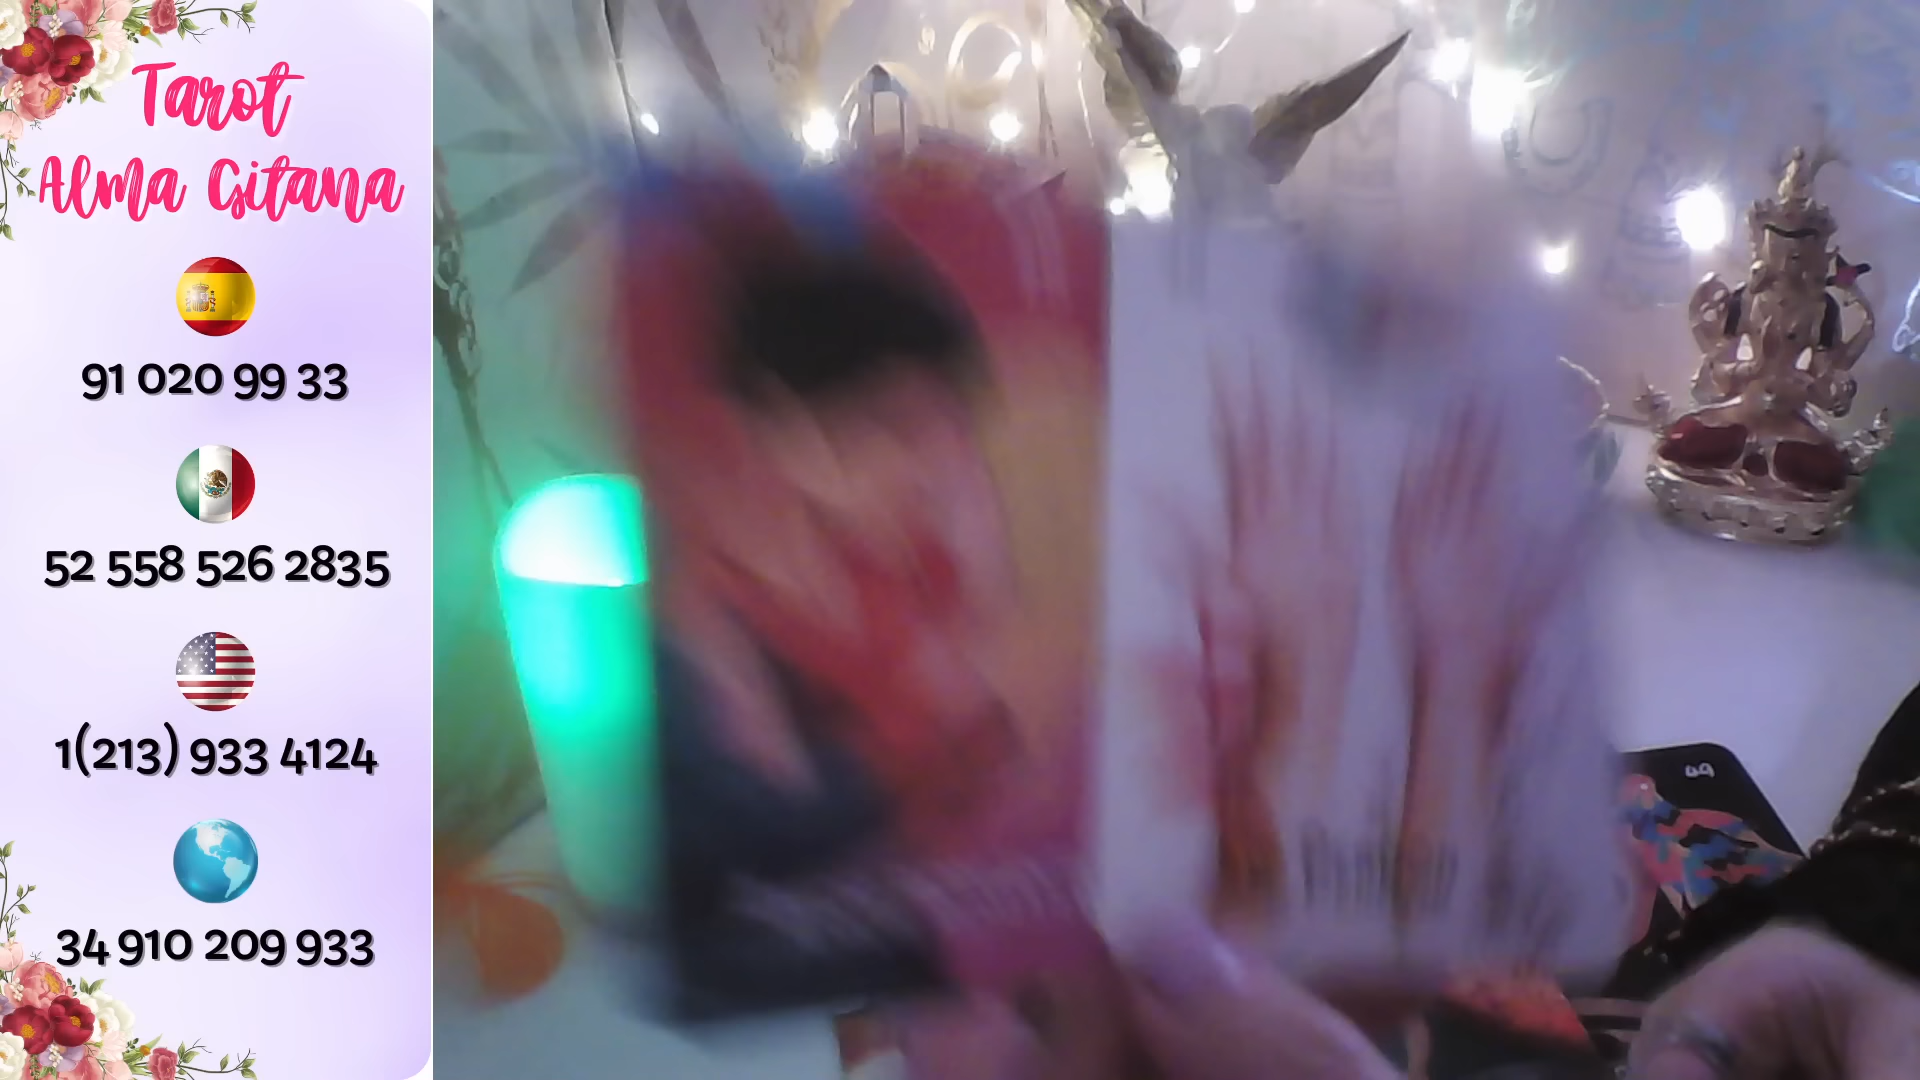 Tarot
Alma Gitana
91 020 99 33
52 558 526 2835
1(213) 933 4124
34 910 209 933